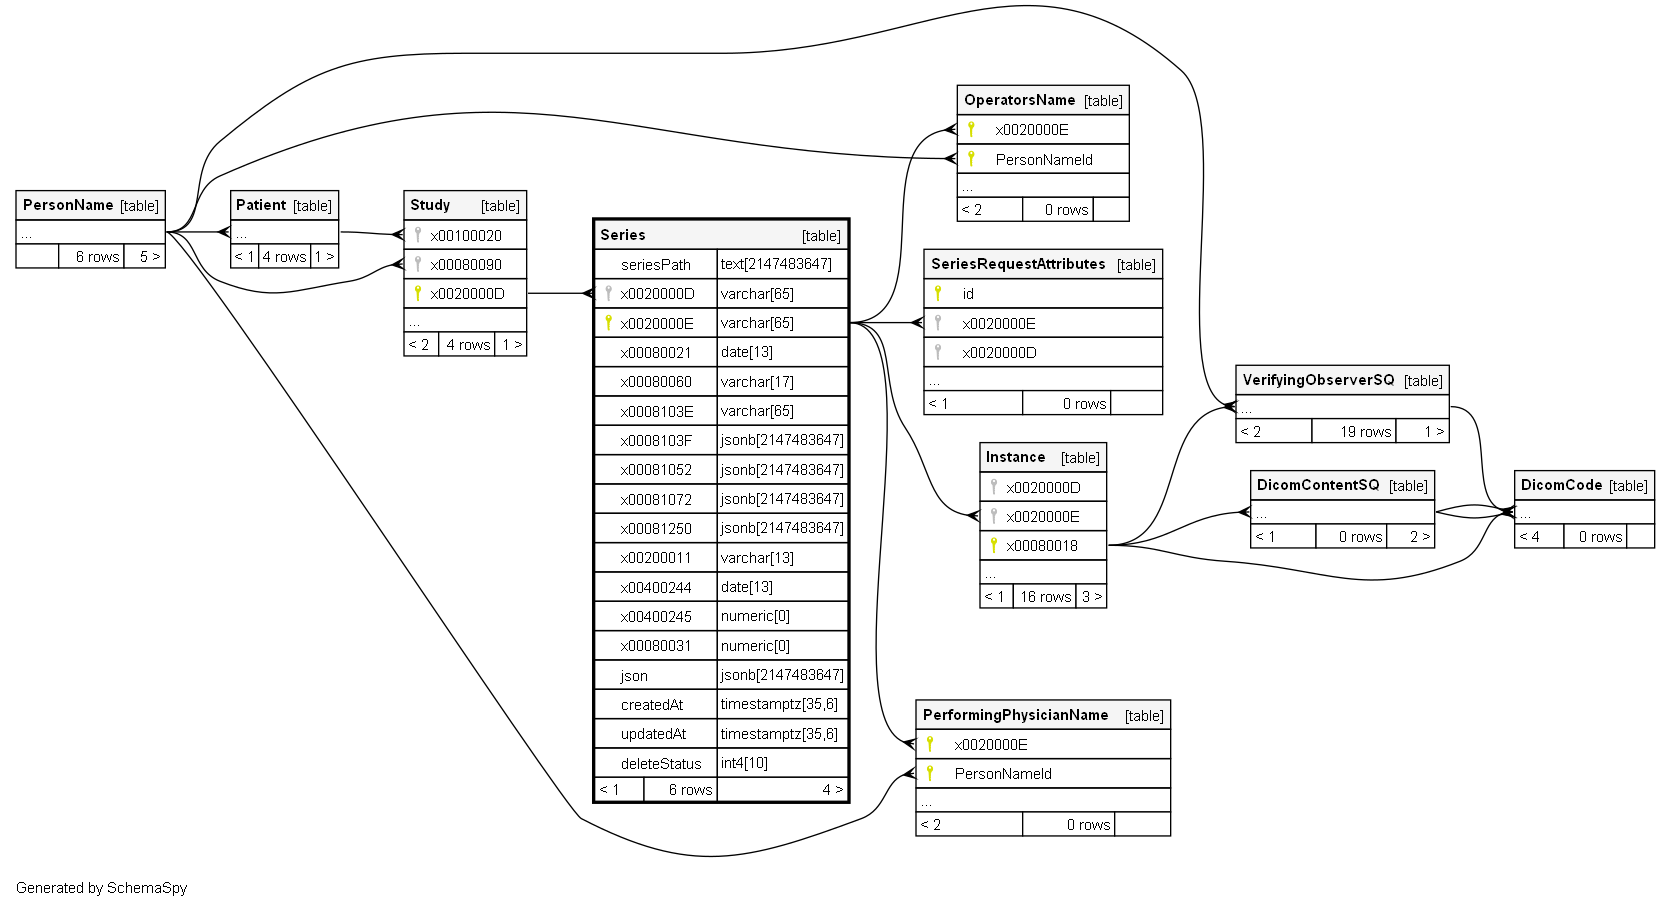 PersonName [table]
...
6 rows 5 >
Patient [table]
...
< 1 4 rows 1 >
Study [table]
x00100020
x00080090
x0020000D
...
< 2 4 rows 1 >
Series [table]
seriesPath text[2147483647]
x0020000D varchar[65]
x0020000E varchar[65]
x00080021 date[13]
x00080060 varchar[17]
x0008103E varchar[65]
x0008103F jsonb[2147483647]
x00081052 jsonb[2147483647]
x00081072 jsonb[2147483647]
x00081250 jsonb[2147483647]
x00200011 varchar[13]
x00400244 date[13]
x00400245 numeric[0]
x00080031 numeric[0]
json jsonb[2147483647]
createdAt timestamptz[35,6]
updatedAt timestamptz[35,6]
deleteStatus int4[10]
< 1 6 rows 4 >
OperatorsName [table]
x0020000E
PersonNameId
...
< 2 0 rows
SeriesRequestAttributes [table]
id
x0020000E
x0020000D
...
< 1 0 rows
Instance [table]
x0020000D
x0020000E
x00080018
...
< 1 16 rows 3 >
PerformingPhysicianName [table]
x0020000E
PersonNameId
...
< 2 0 rows
VerifyingObserverSQ [table]
...
< 2 19 rows 1 >
DicomContentSQ [table]
...
< 1 0 rows 2 >
DicomCode [table]
...
< 4 0 rows
Generated by SchemaSpy